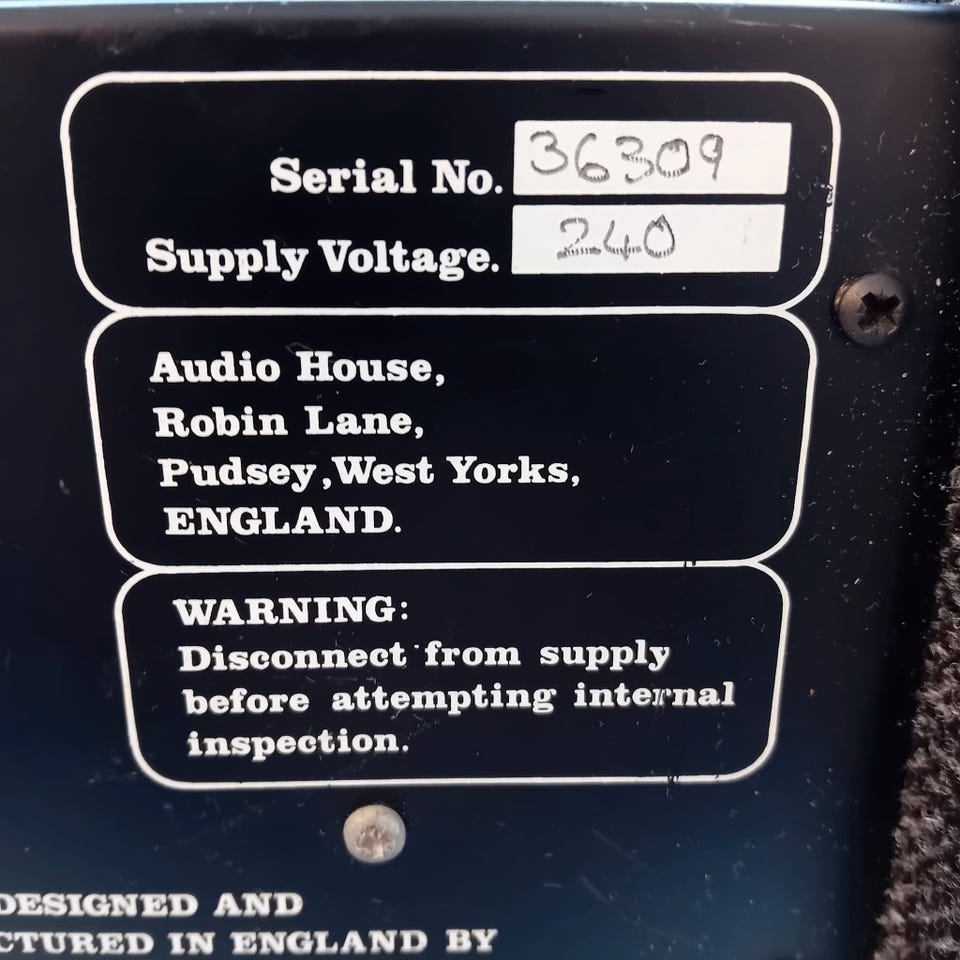 Serial No. 36309
Supply Voltage. 240
Audio House,
Robin Lane,
Pudsey, West Yorks,
ENGLAND.
WARNING:
Disconnect from supply
before attempting internal
inspection.
DESIGNED AND
CTURED IN ENGLAND BY